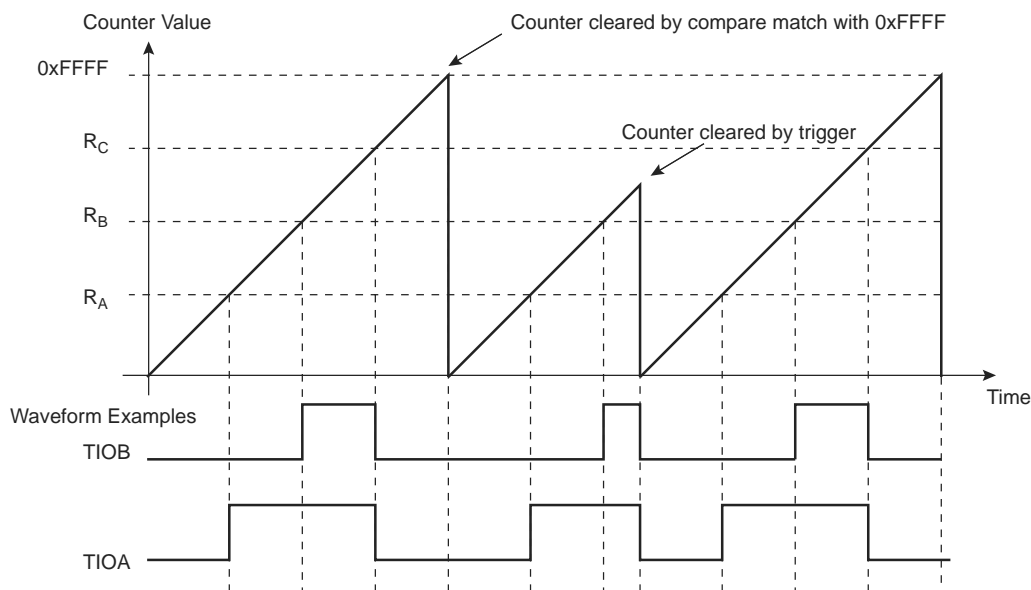 Counter Value
Counter cleared by compare match with 0xFFFF
0xFFFF
RC
Counter cleared by trigger
RB
RA
Time
Waveform Examples
TIOB
TIOA